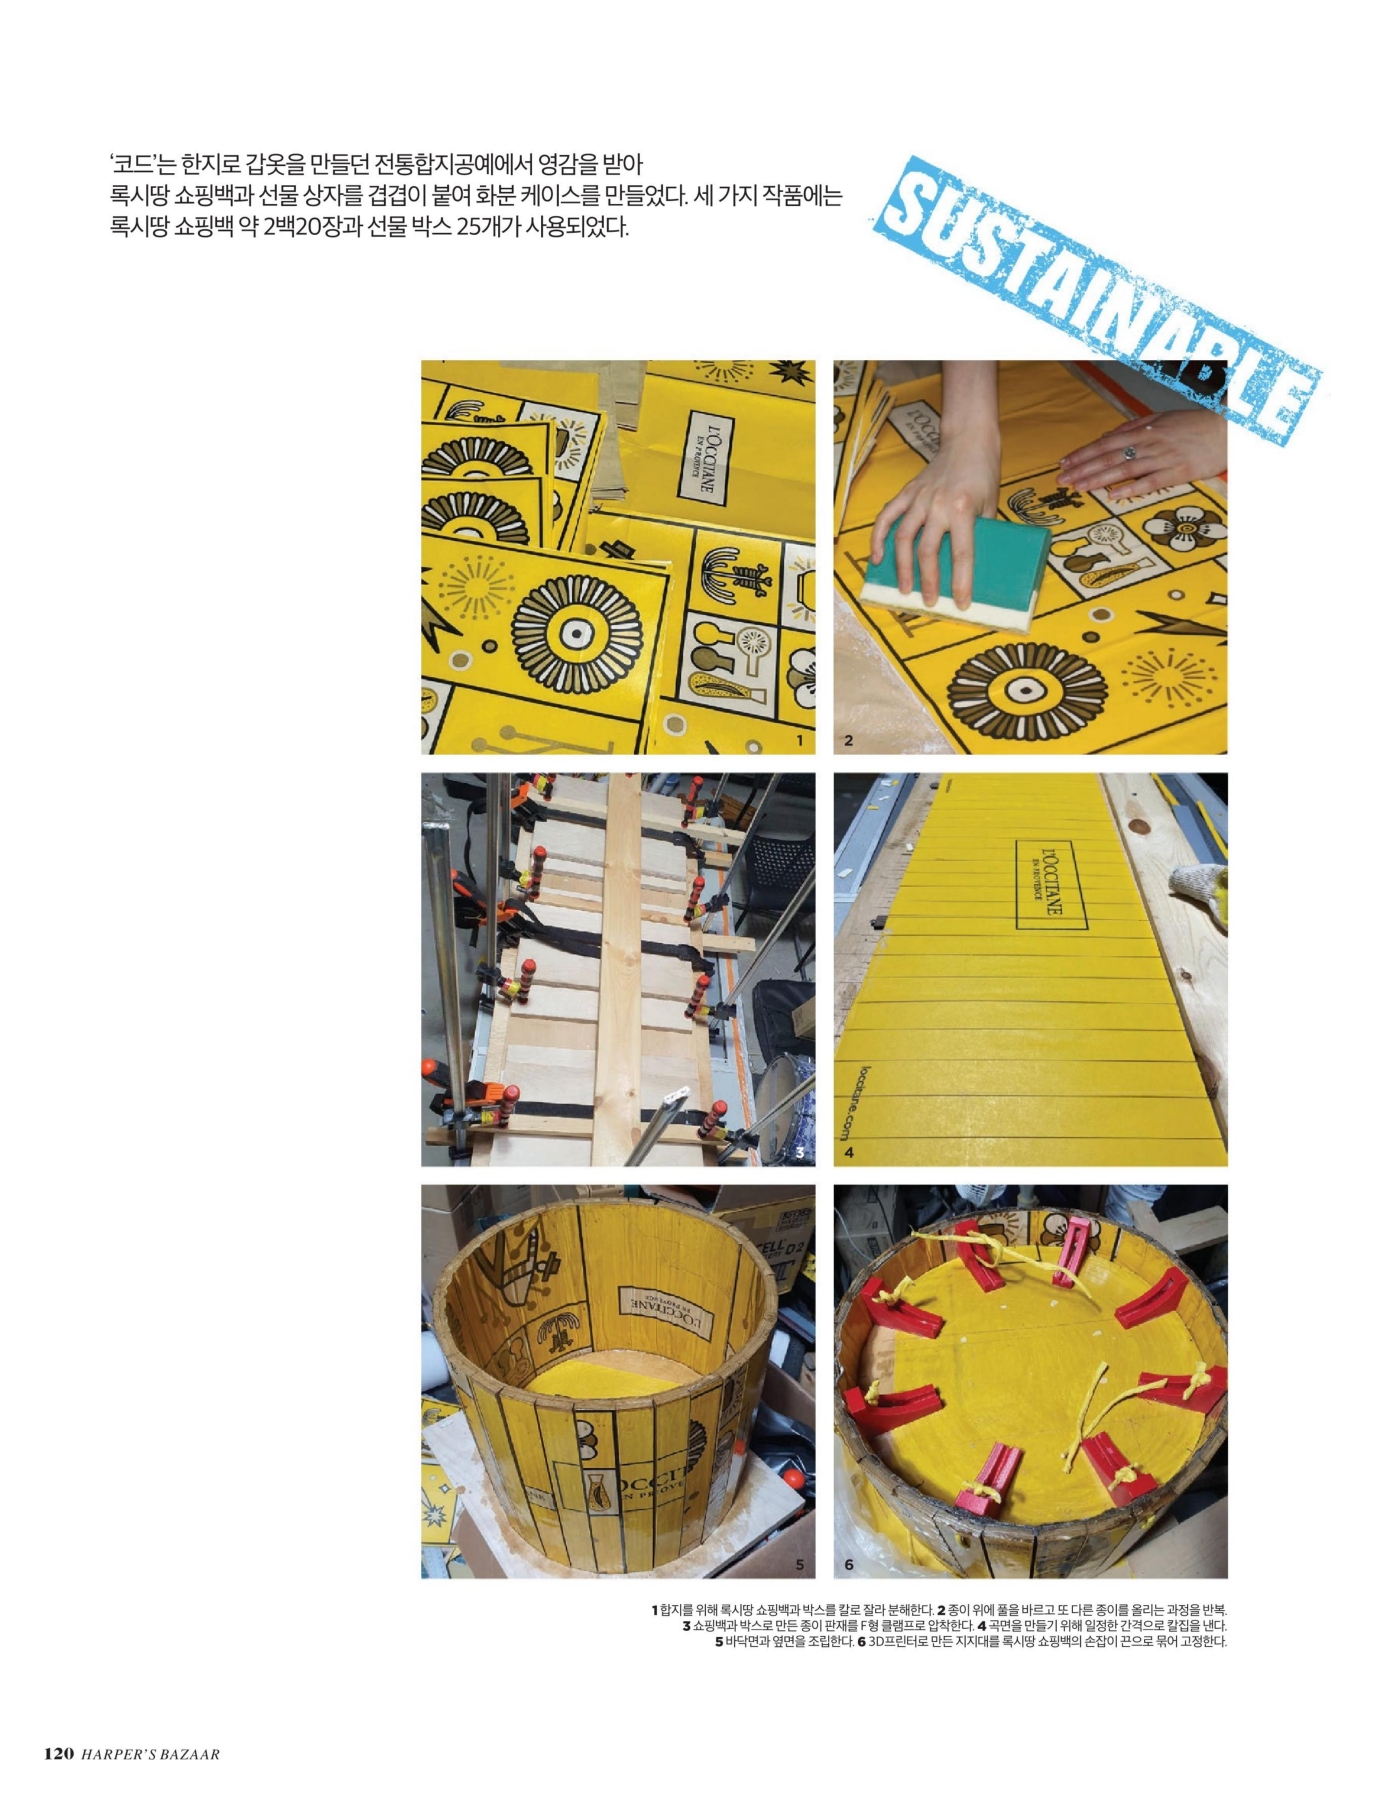 ‘코드’는 한지로 갑옷을 만들던 전통합지공예에서 영감을 받아
록시땅 쇼핑백과 선물 상자를 겹겹이 붙여 화분 케이스를 만들었다. 세 가지 작품에는
록시땅 쇼핑백 약 2백20장과 선물 박스 25개가 사용되었다.
SUSTAINABLE
L'OCCITANE
EN PROVENCE
1
2
3
L'OCCITANE
EN PROVENCE
loccitane.com
4
L'OCCITANE
EN PROVENCE
5
6
1 합지를 위해 록시땅 쇼핑백과 박스를 칼로 잘라 분해한다. 2 종이 위에 풀을 바르고 또 다른 종이를 올리는 과정을 반복.
3 쇼핑백과 박스로 만든 종이 판재를 F형 클램프로 압착한다. 4 곡면을 만들기 위해 일정한 간격으로 칼집을 낸다.
5 바닥면과 옆면을 조립한다. 6 3D프린터로 만든 지지대를 록시땅 쇼핑백의 손잡이 끈으로 묶어 고정한다.
120 HARPER'S BAZAAR